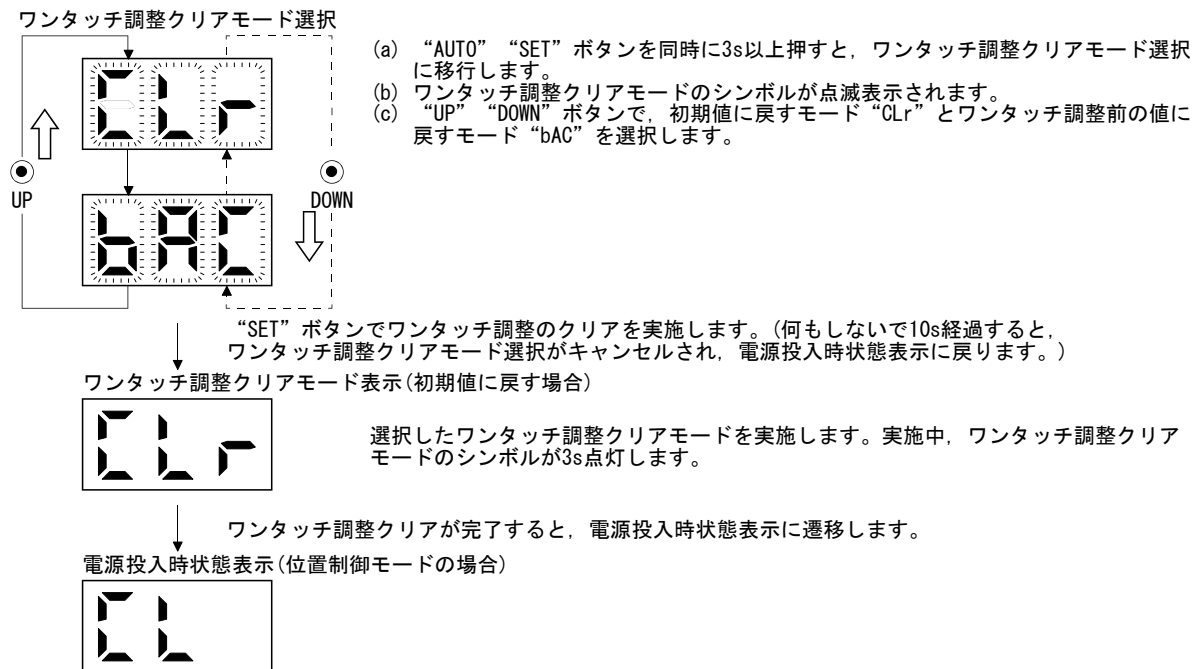 ワンタッチ調整クリアモード選択
(a) “AUTO” “SET”ボタンを同時に3s以上押すと，ワンタッチ調整クリアモード選択
に移行します。
(b) ワンタッチ調整クリアモードのシンボルが点滅表示されます。
(c) “UP” “DOWN”ボタンで，初期値に戻すモード“CLr”とワンタッチ調整前の値に
戻すモード“bAC”を選択します。
CLr
UP
DOWN
bAC
“SET”ボタンでワンタッチ調整のクリアを実施します。(何もしないで10s経過すると，
ワンタッチ調整クリアモード選択がキャンセルされ，電源投入時状態表示に戻ります。)
ワンタッチ調整クリアモード表示(初期値に戻す場合)
CLr
選択したワンタッチ調整クリアモードを実施します。実施中，ワンタッチ調整クリア
モードのシンボルが3s点灯します。
ワンタッチ調整クリアが完了すると，電源投入時状態表示に遷移します。
電源投入時状態表示(位置制御モードの場合)
CL